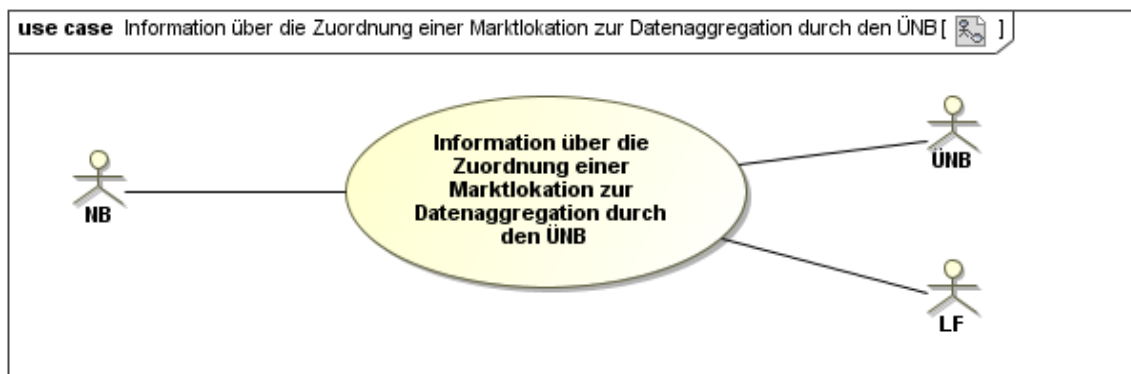 use case Information über die Zuordnung einer Marktlokation zur Datenaggregation durch den ÜNB [ ]
Information über die
Zuordnung einer
Marktlokation zur
Datenaggregation durch
den ÜNB
NB
ÜNB
LF